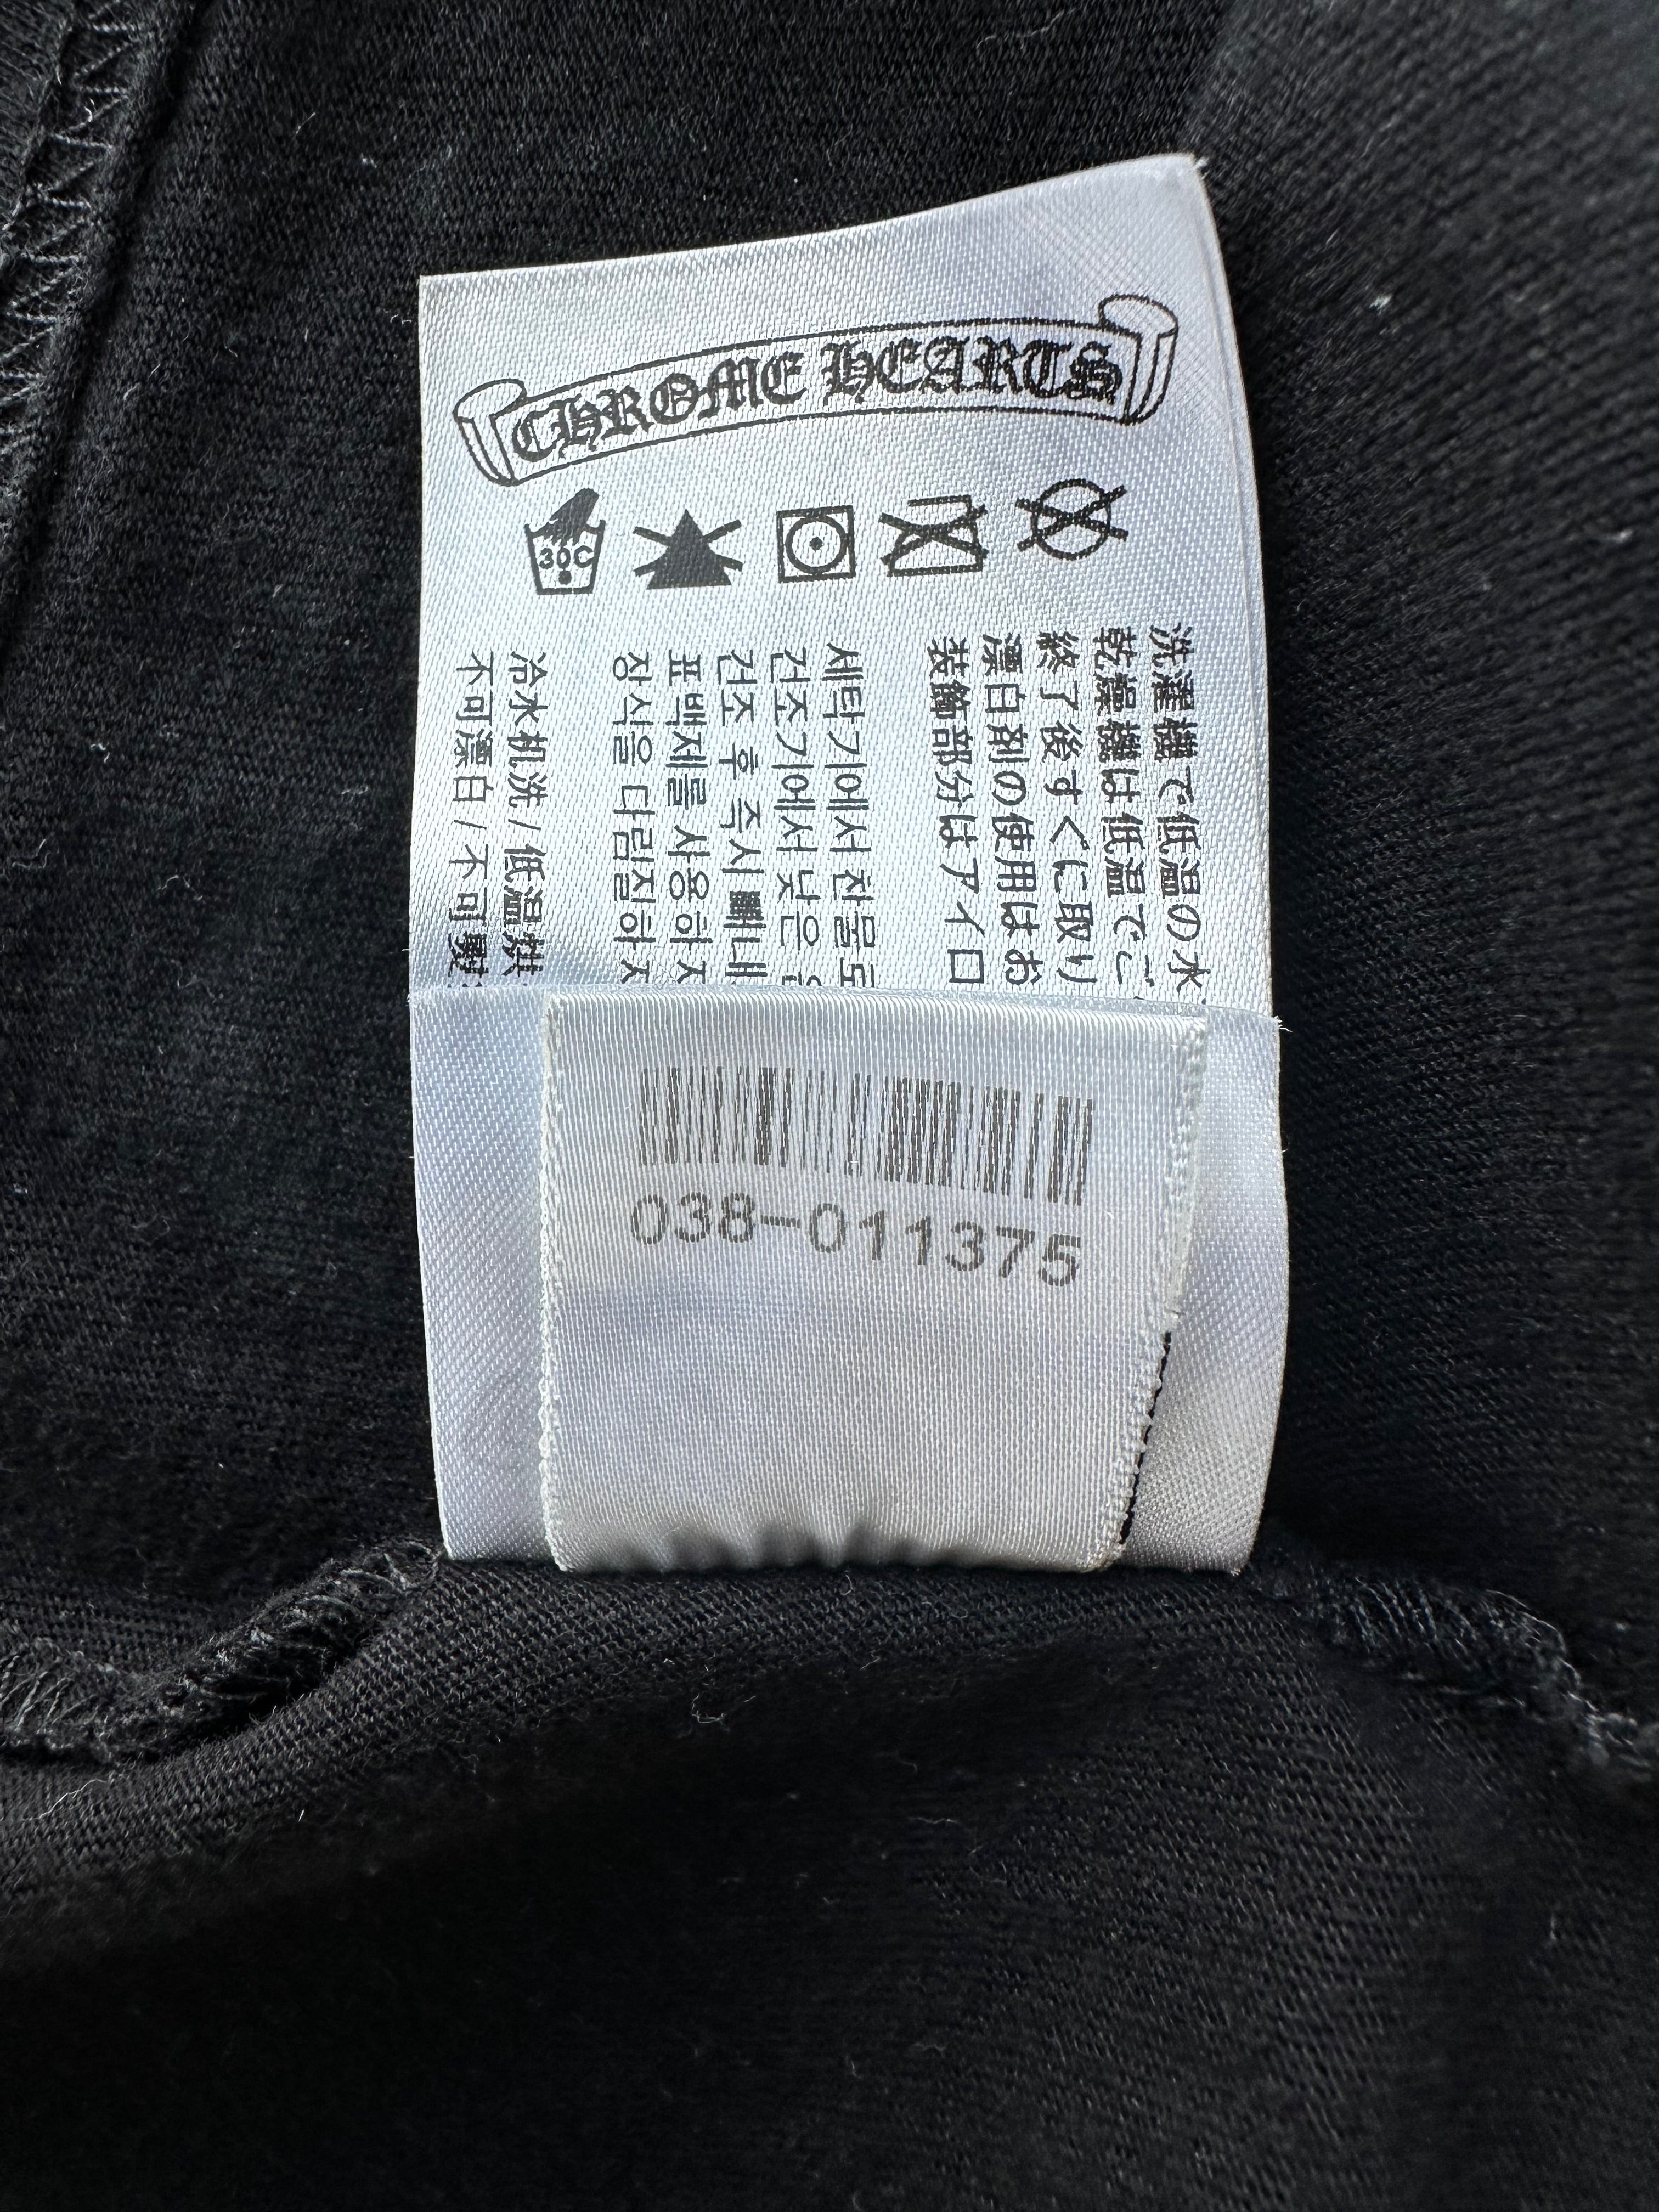 CHROME HEARTS
30C
洗濯機で低温の水
乾燥機は低温でご
終了後すぐに取り
漂白剤の使用はお
装飾部分はアイロ
세탁기에서 찬물로
건조기에서 낮은
건조 후 즉시 빼내
표백제를 사용하지
장식을 다림질하지
冷水机洗/低温烘
不可漂白/不可熨
038-011375